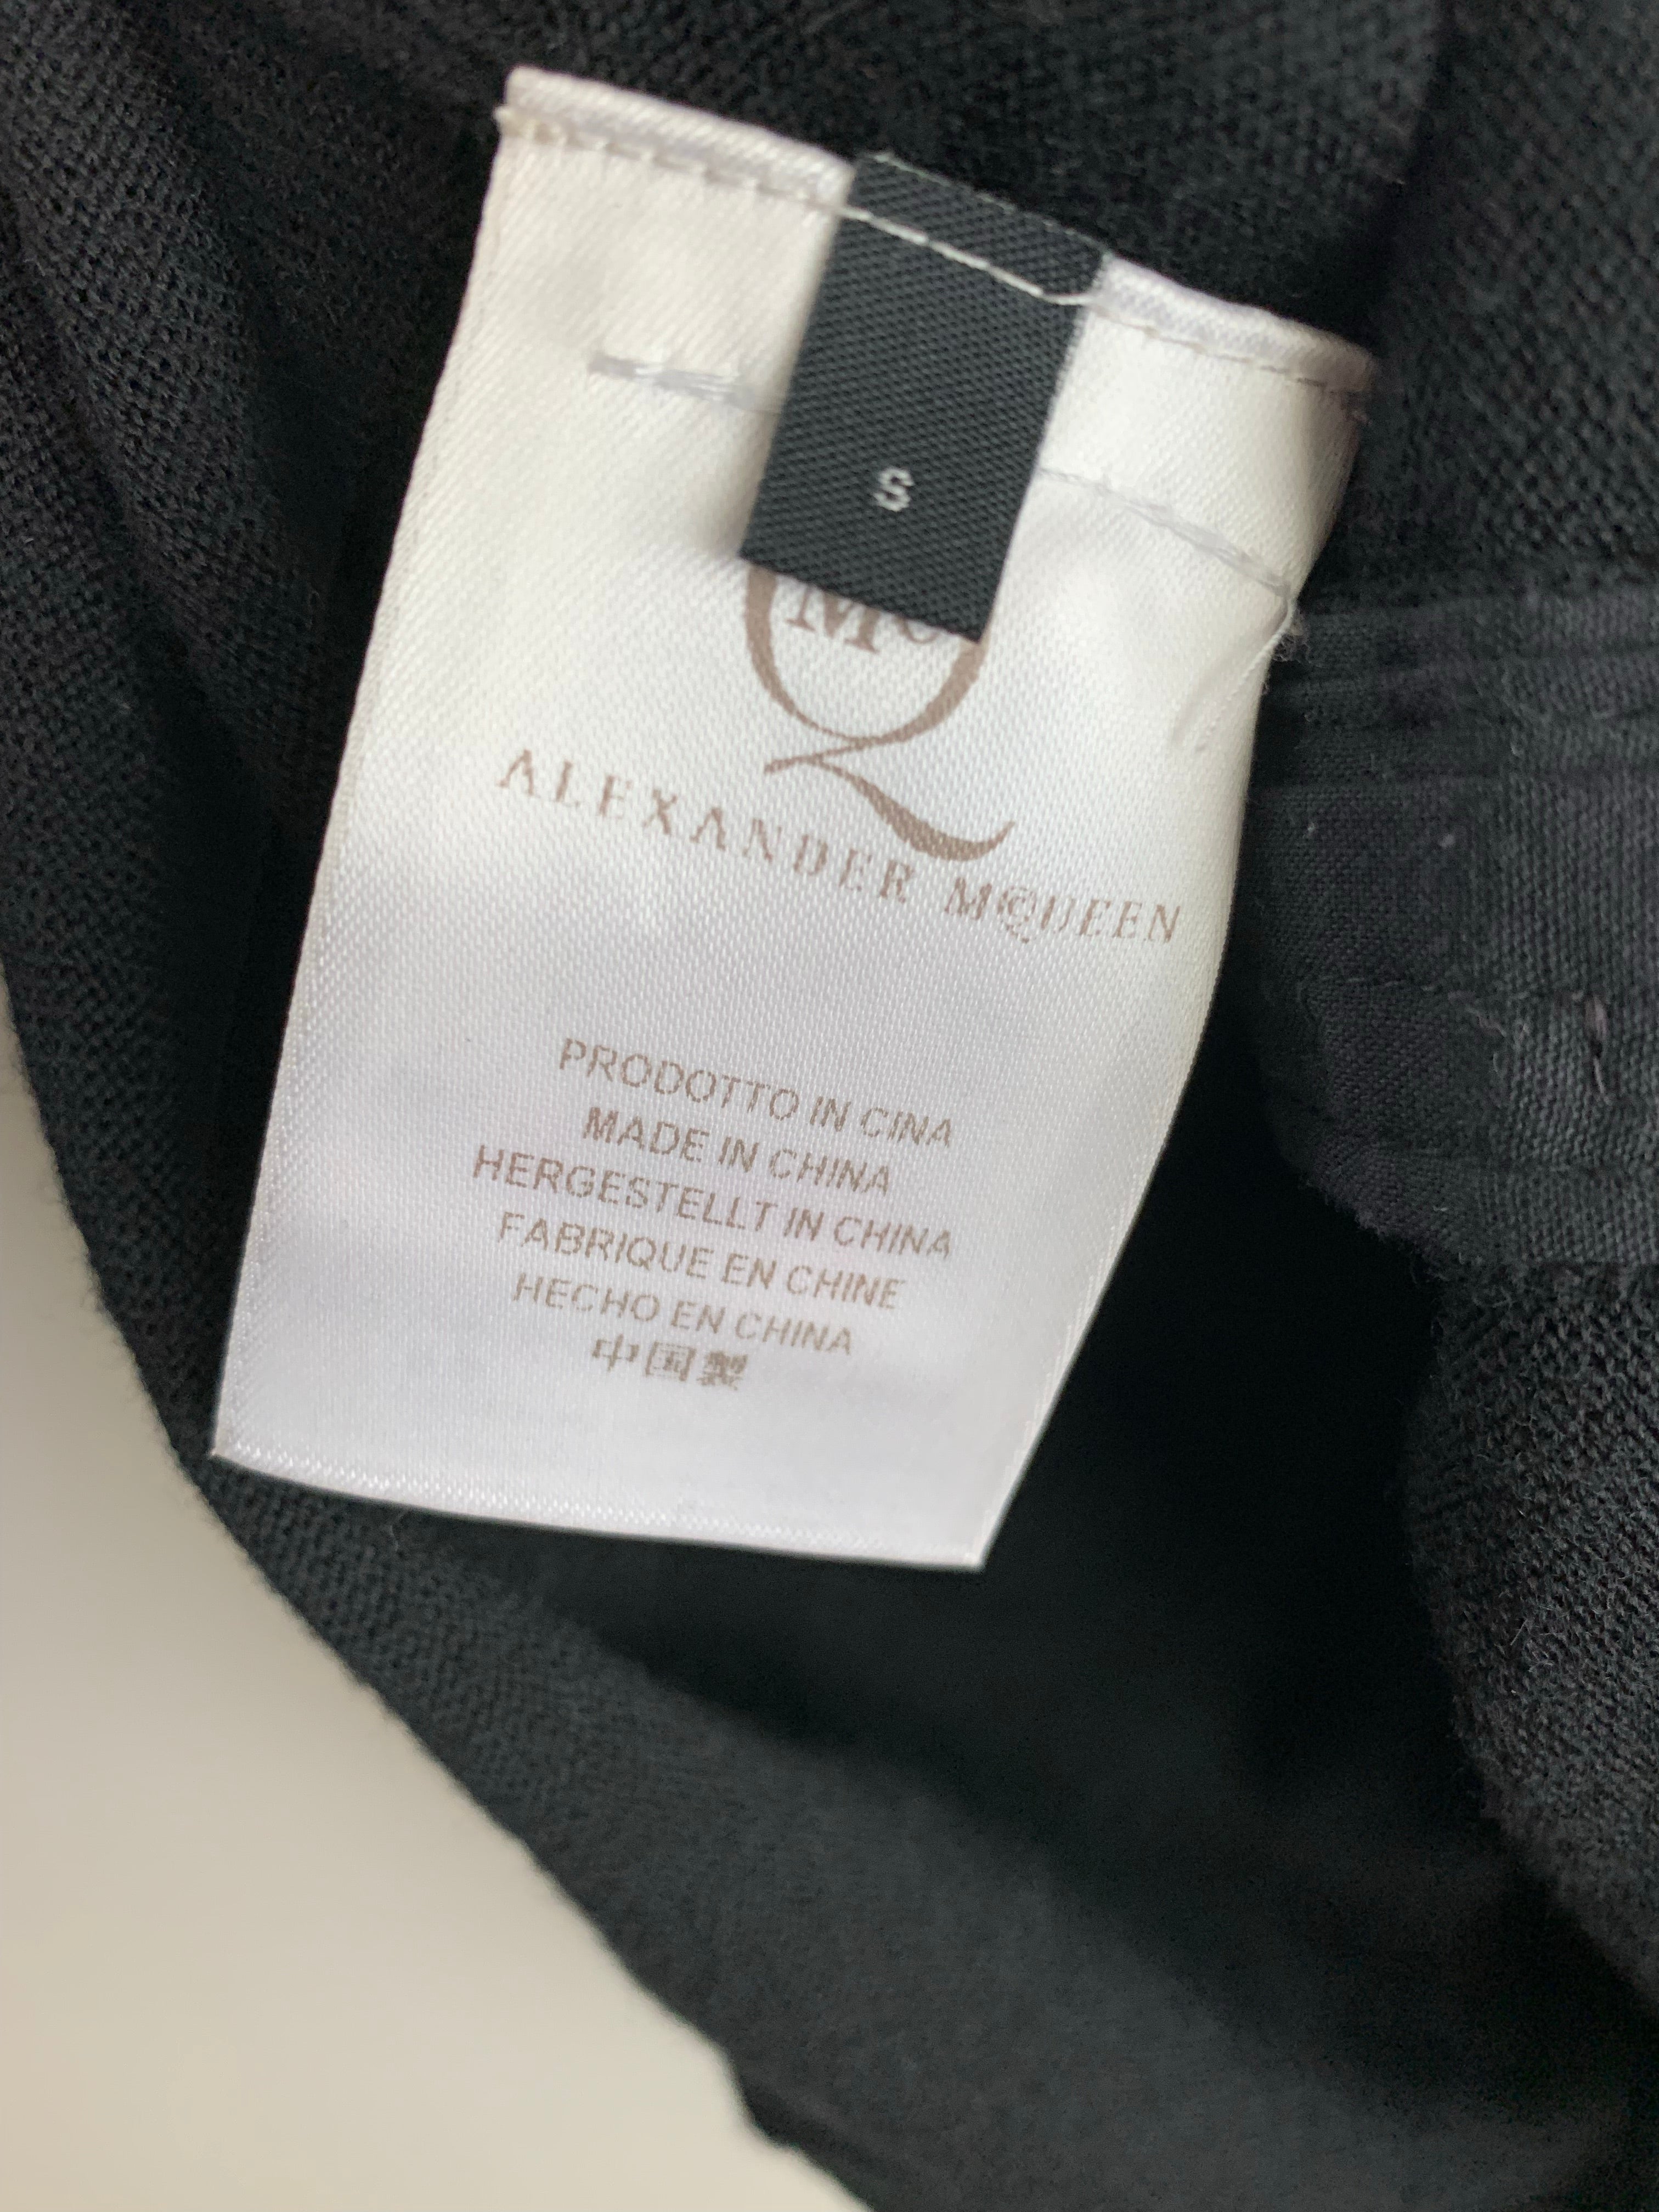 S
McQ
ALEXANDER MCQUEEN
PRODOTTO IN CINA
MADE IN CHINA
HERGESTELLT IN CHINA
FABRIQUE EN CHINE
HECHO EN CHINA
中国製